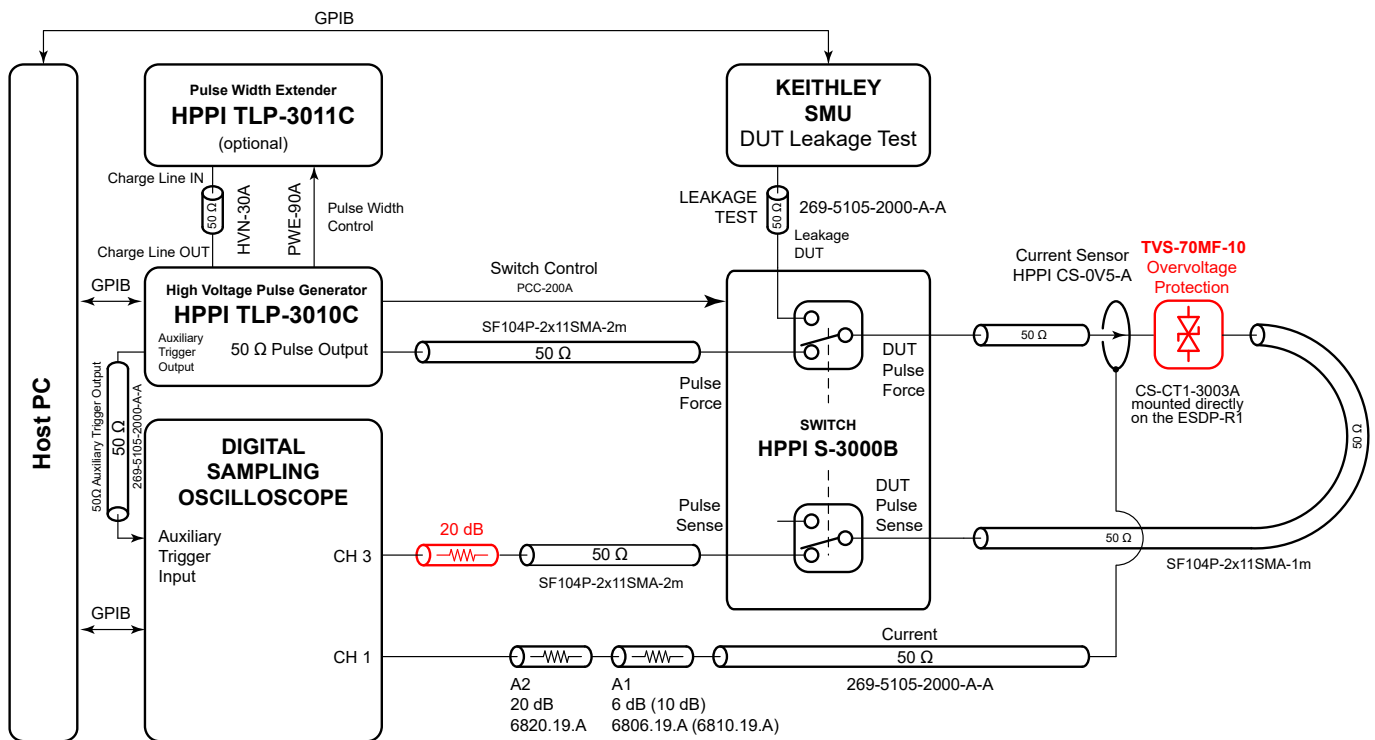 GPIB
Host PC
Pulse Width Extender
HPPI TLP-3011C
(optional)
KEITHLEY
SMU
DUT Leakage Test
Charge Line IN
50 Ω
HVN-30A
PWE-90A
Pulse Width
Control
Charge Line OUT
LEAKAGE
TEST
50 Ω
269-5105-2000-A-A
Leakage
DUT
GPIB
High Voltage Pulse Generator
HPPI TLP-3010C
Auxiliary
Trigger
Output
50 Ω Pulse Output
Switch Control
PCC-200A
SF104P-2x11SMA-2m
50 Ω
Pulse
Force
DUT
Pulse
Force
SWITCH
HPPI S-3000B
Pulse
Sense
DUT
Pulse
Sense
Current Sensor
HPPI CS-0V5-A
50 Ω
TVS-70MF-10
Overvoltage
Protection
CS-CT1-3003A
mounted directly
on the ESDP-R1
50 Ω
50 Ω
SF104P-2x11SMA-1m
50Ω Auxiliary Trigger Output
50 Ω
269-5105-2000-A-A
DIGITAL
SAMPLING
OSCILLOSCOPE
Auxiliary
Trigger
Input
CH 3
20 dB
50 Ω
SF104P-2x11SMA-2m
GPIB
CH 1
A2
20 dB
6820.19.A
A1
6 dB (10 dB)
6806.19.A (6810.19.A)
Current
50 Ω
269-5105-2000-A-A